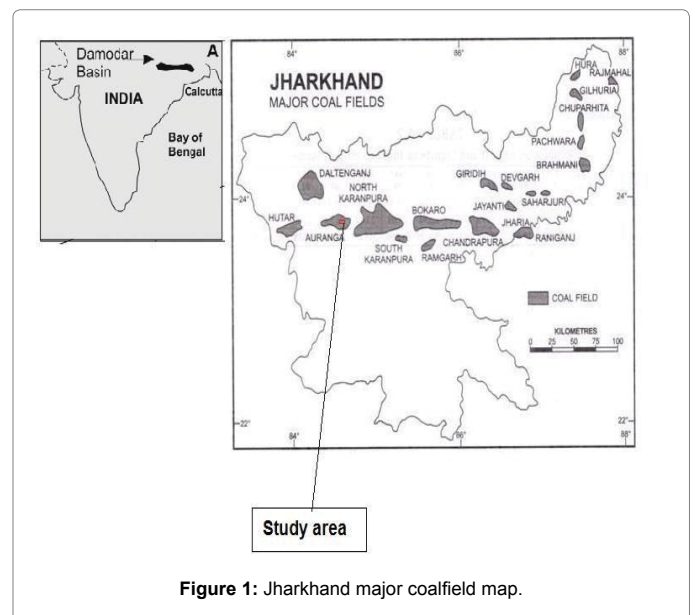 A
Damodar
Basin
INDIA
Calcutta
Bay of
Bengal
84°
86°
88°
JHARKHAND
MAJOR COAL FIELDS
HURA
RAJMAHAL
GILHURIA
CHUPARHITA
PACHWARA
BRAHMANI
DALTENGANJ
GIRIDIH
DEVGARH
24°
NORTH
KARANPURA
24°
SAHARJURI
JAYANTI
HUTAR
BOKARO
JHARIA
AURANGA
RANIGANJ
SOUTH
KARANPURA
RAMGARH
CHANDRAPURA
COAL FIELD
KILOMETRES
0 25 50 75 100
22°
22°
84°
86°
88°
Study area
Figure 1: Jharkhand major coalfield map.